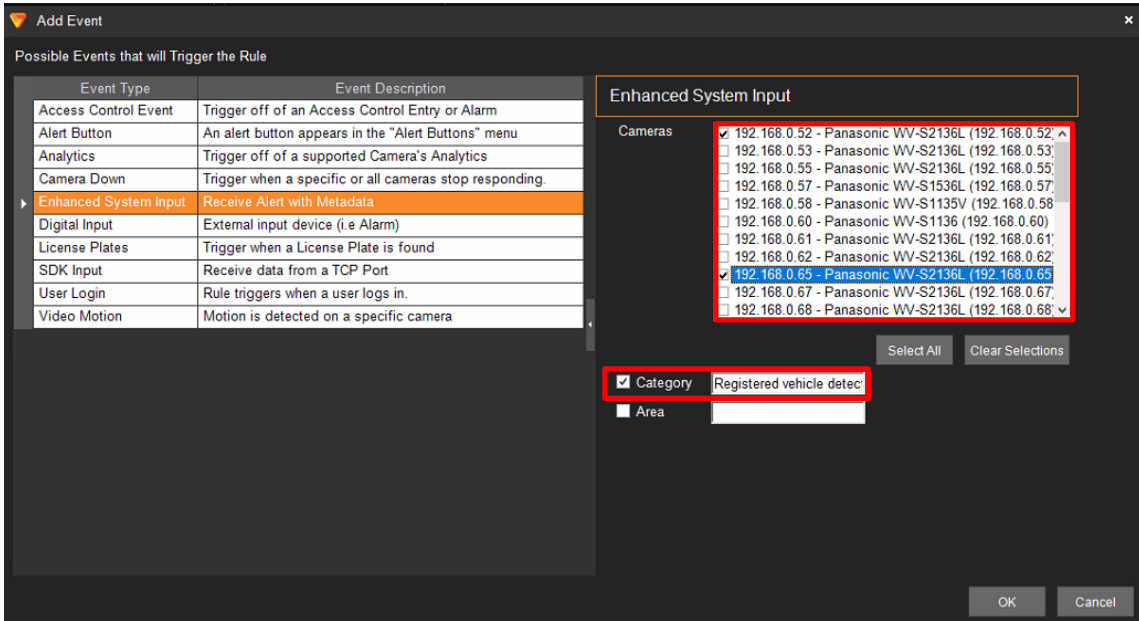 Add Event
Possible Events that will Trigger the Rule
Event Type Event Description
Access Control Event Trigger off of an Access Control Entry or Alarm
Alert Button An alert button appears in the "Alert Buttons" menu
Analytics Trigger off of a supported Camera's Analytics
Camera Down Trigger when a specific or all cameras stop responding.
Enhanced System Input Receive Alert with Metadata
Digital Input External input device (i.e Alarm)
License Plates Trigger when a License Plate is found
SDK Input Receive data from a TCP Port
User Login Rule triggers when a user logs in.
Video Motion Motion is detected on a specific camera
Enhanced System Input
Cameras
192.168.0.52 - Panasonic WV-S2136L (192.168.0.52)
192.168.0.53 - Panasonic WV-S2136L (192.168.0.53)
192.168.0.55 - Panasonic WV-S2136L (192.168.0.55)
192.168.0.57 - Panasonic WV-S1536L (192.168.0.57)
192.168.0.58 - Panasonic WV-S1135V (192.168.0.58
192.168.0.60 - Panasonic WV-S1136 (192.168.0.60)
192.168.0.61 - Panasonic WV-S2136L (192.168.0.61)
192.168.0.62 - Panasonic WV-S2136L (192.168.0.62)
192.168.0.65 - Panasonic WV-S2136L (192.168.0.65
192.168.0.67 - Panasonic WV-S2136L (192.168.0.67)
192.168.0.68 - Panasonic WV-S2136L (192.168.0.68)
Select All Clear Selections
Category Registered vehicle detec
Area
OK Cancel